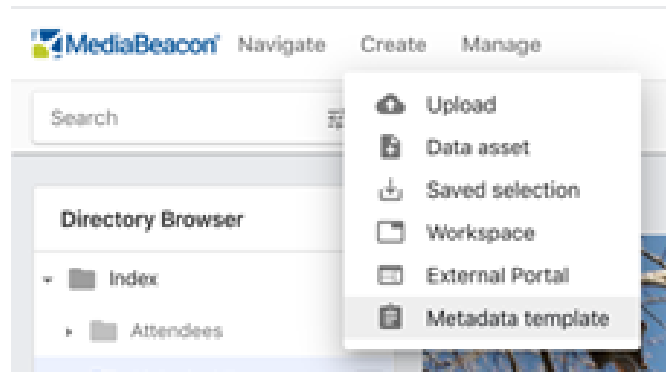 MediaBeacon® Navigate Create Manage
Search
Upload
Data asset
Saved selection
Workspace
External Portal
Metadata template
Directory Browser
Index
Attendees